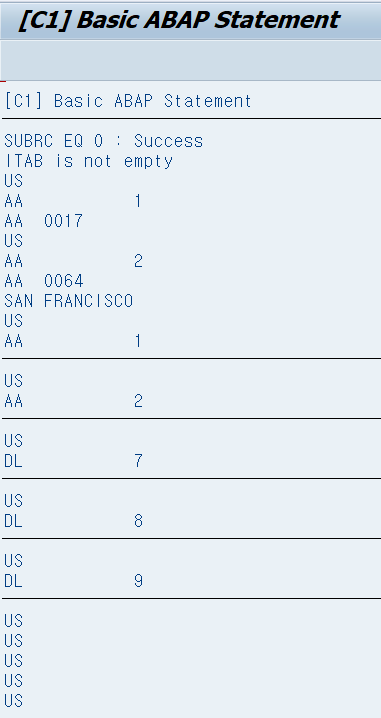 [C1] Basic ABAP Statement
[C1] Basic ABAP Statement
SUBRC EQ 0 : Success
ITAB is not empty
US
AA 1
AA 0017
US
AA 2
AA 0064
SAN FRANCISCO
US
AA 1
US
AA 2
US
DL 7
US
DL 8
US
DL 9
US
US
US
US
US